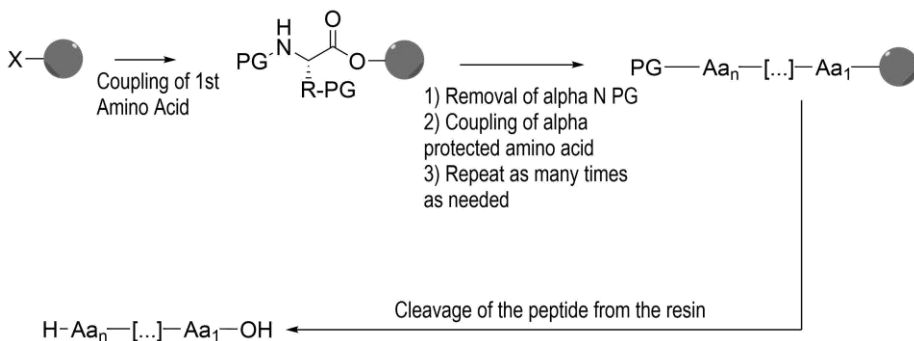 X
Coupling of 1st
Amino Acid
H
PG N
O
O
R-PG
1) Removal of alpha N PG
2) Coupling of alpha
protected amino acid
3) Repeat as many times
as needed
PG—Aaₙ—[...]—Aa₁
Cleavage of the peptide from the resin
H-Aaₙ—[...]—Aa₁—OH